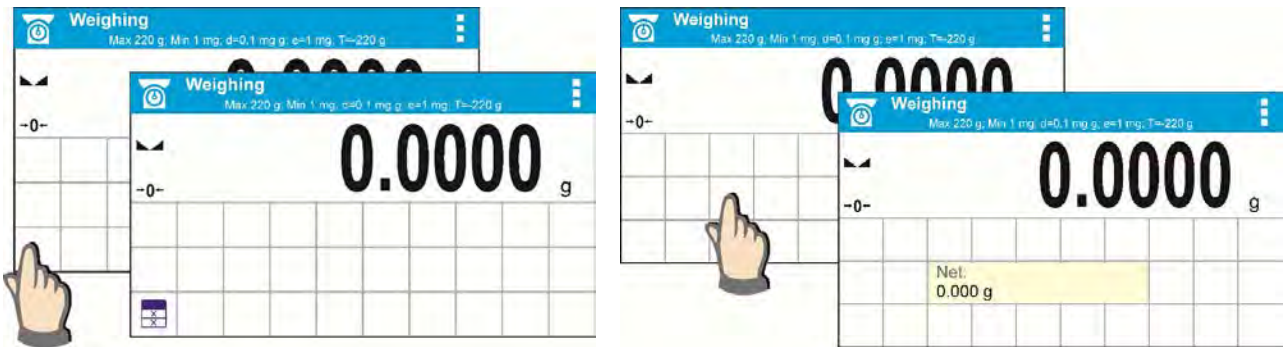 Weighing
Max 220 g; Min 1 mg; d=0.1 mg g; e=1 mg; T=-220 g
0.0000
→0←
Weighing
Max 220 g; Min 1 mg; d=0.1 mg g; e=1 mg; T=-220 g
0.0000 g
→0←
x
x
Weighing
Max 220 g; Min 1 mg; d=0.1 mg g; e=1 mg; T=-220 g
0.0000
→0←
Weighing
Max 220 g; Min 1 mg; d=0.1 mg g; e=1 mg; T=-220 g
0.0000 g
→0←
Net.
0.000 g